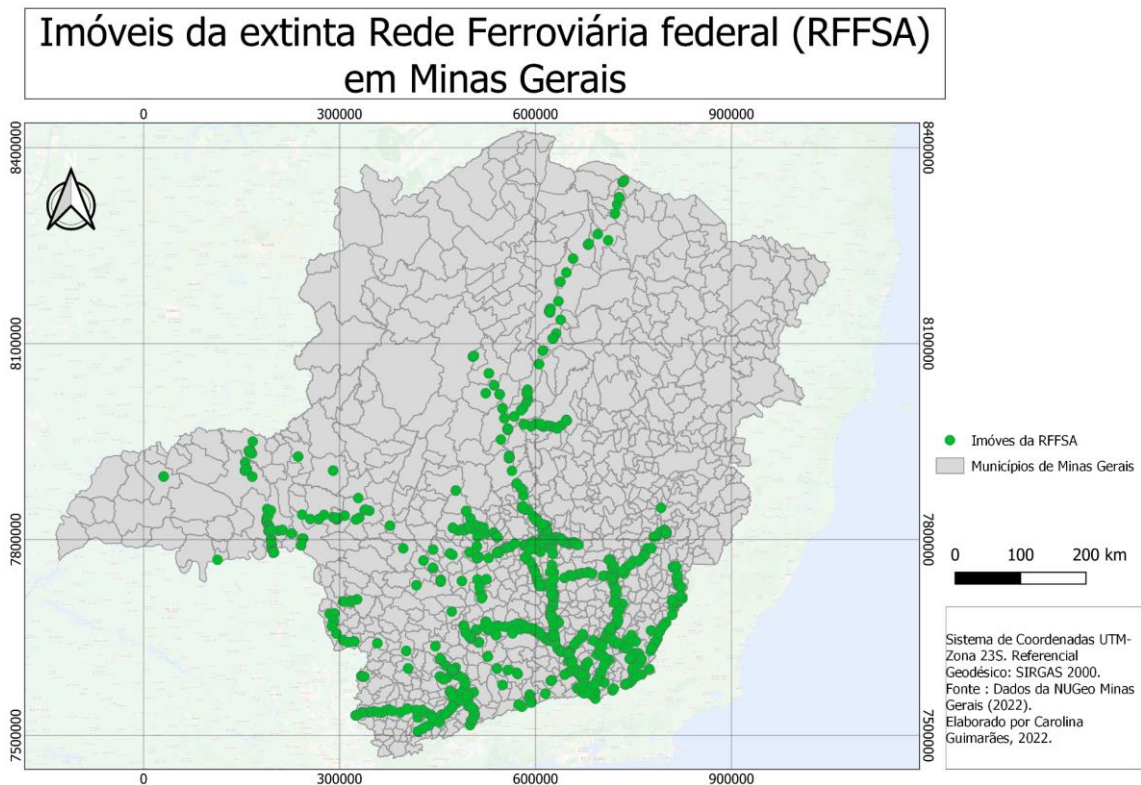 Imóveis da extinta Rede Ferroviária federal (RFFSA)
em Minas Gerais
0 300000 600000 900000
8400000 8400000
N
8100000 8100000
7800000 7800000
7500000 7500000
0 300000 600000 900000
Imóves da RFFSA
Municípios de Minas Gerais
0 100 200 km
Sistema de Coordenadas UTM-
Zona 23S. Referencial
Geodésico: SIRGAS 2000.
Fonte : Dados da NUGeo Minas
Gerais (2022).
Elaborado por Carolina
Guimarães, 2022.